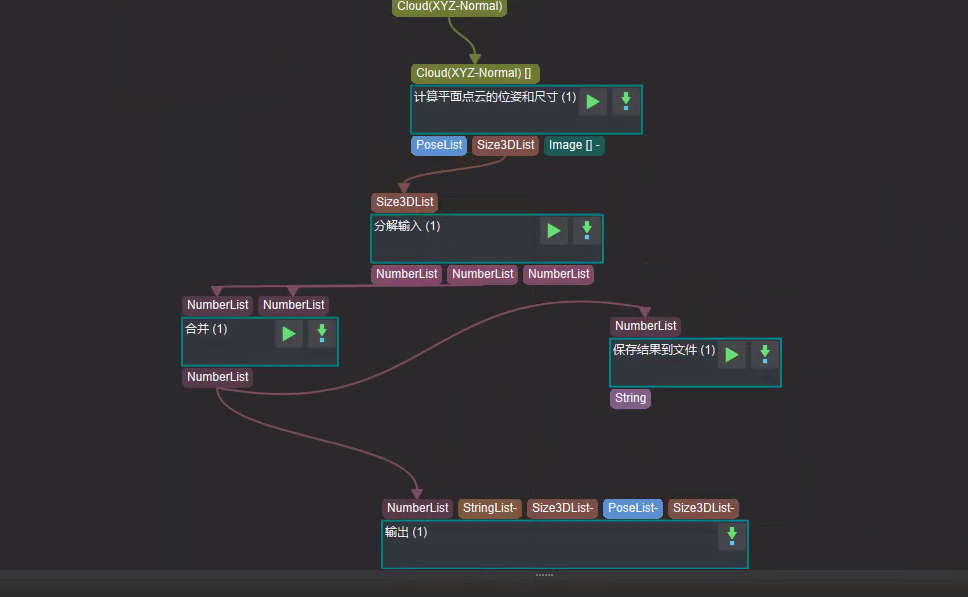 Cloud(XYZ-Normal)
Cloud(XYZ-Normal) []
计算平面点云的位姿和尺寸 (1)
PoseList Size3DList Image [] -
Size3DList
分解输入 (1)
NumberList NumberList NumberList
NumberList NumberList
合并 (1)
NumberList
NumberList
保存结果到文件 (1)
String
NumberList StringList- Size3DList- PoseList- Size3DList-
输出 (1)